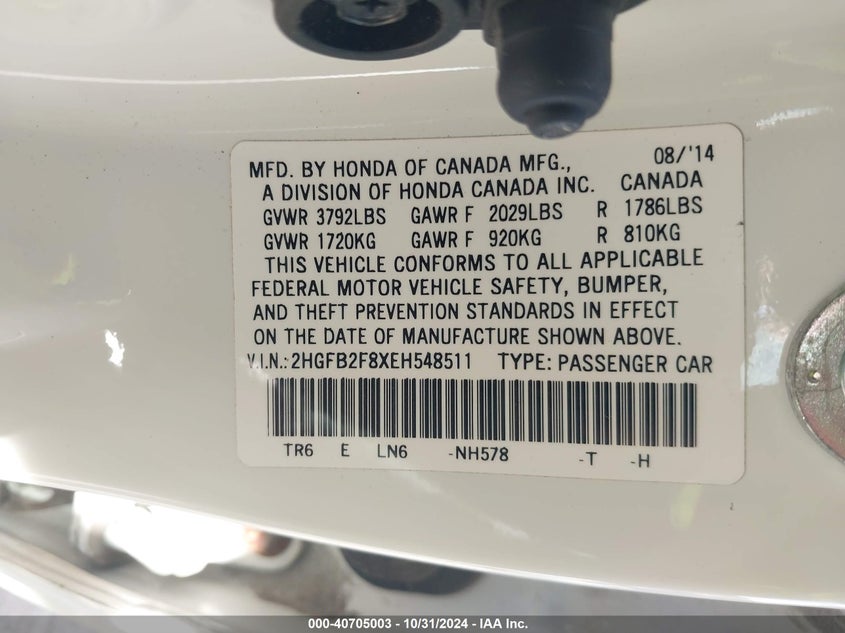 MFD. BY HONDA OF CANADA MFG., 08/'14
A DIVISION OF HONDA CANADA INC. CANADA
GVWR 3792LBS GAWR F 2029LBS R 1786LBS
GVWR 1720KG GAWR F 920KG R 810KG
THIS VEHICLE CONFORMS TO ALL APPLICABLE
FEDERAL MOTOR VEHICLE SAFETY, BUMPER,
AND THEFT PREVENTION STANDARDS IN EFFECT
ON THE DATE OF MANUFACTURE SHOWN ABOVE.
V.I.N.: 2HGFB2F8XEH548511 TYPE: PASSENGER CAR
TR6 E LN6 -NH578 -T -H
000-40705003 - 10/31/2024 - IAA Inc.